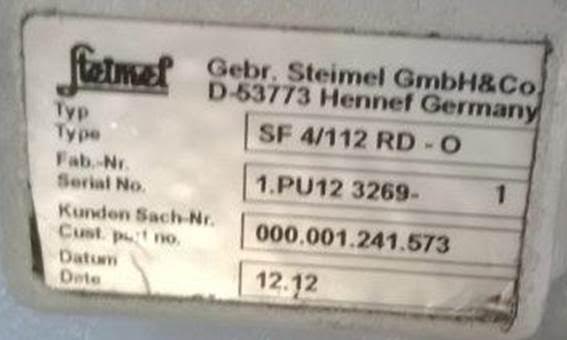 Steimel
Gebr. Steimel GmbH&Co.
D-53773 Hennef Germany
Typ
Type
SF 4/112 RD - O
Fab.-Nr.
Serial No.
1.PU12 3269- 1
Kunden Sach-Nr.
Cust. part no.
000.001.241.573
Datum
Date
12.12